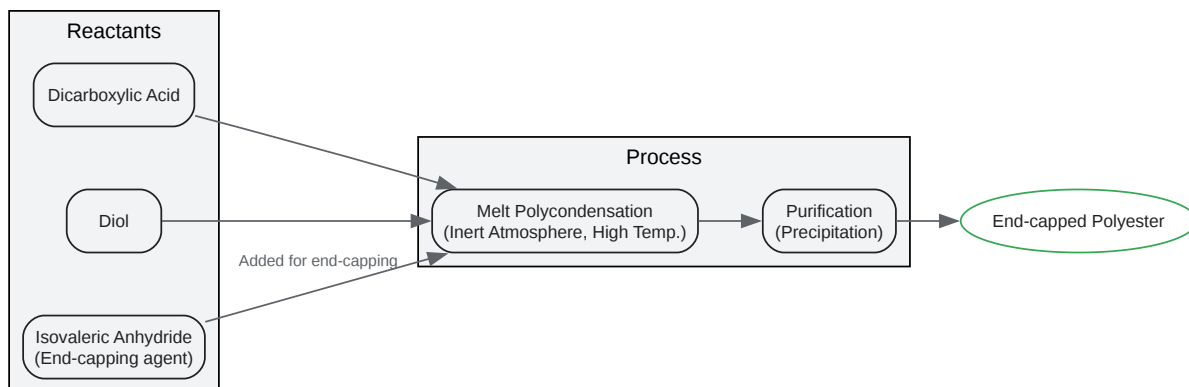 Reactants
Dicarboxylic Acid
Diol
Isovaleric Anhydride
(End-capping agent)
Added for end-capping
Process
Melt Polycondensation
(Inert Atmosphere, High Temp.)
Purification
(Precipitation)
End-capped Polyester